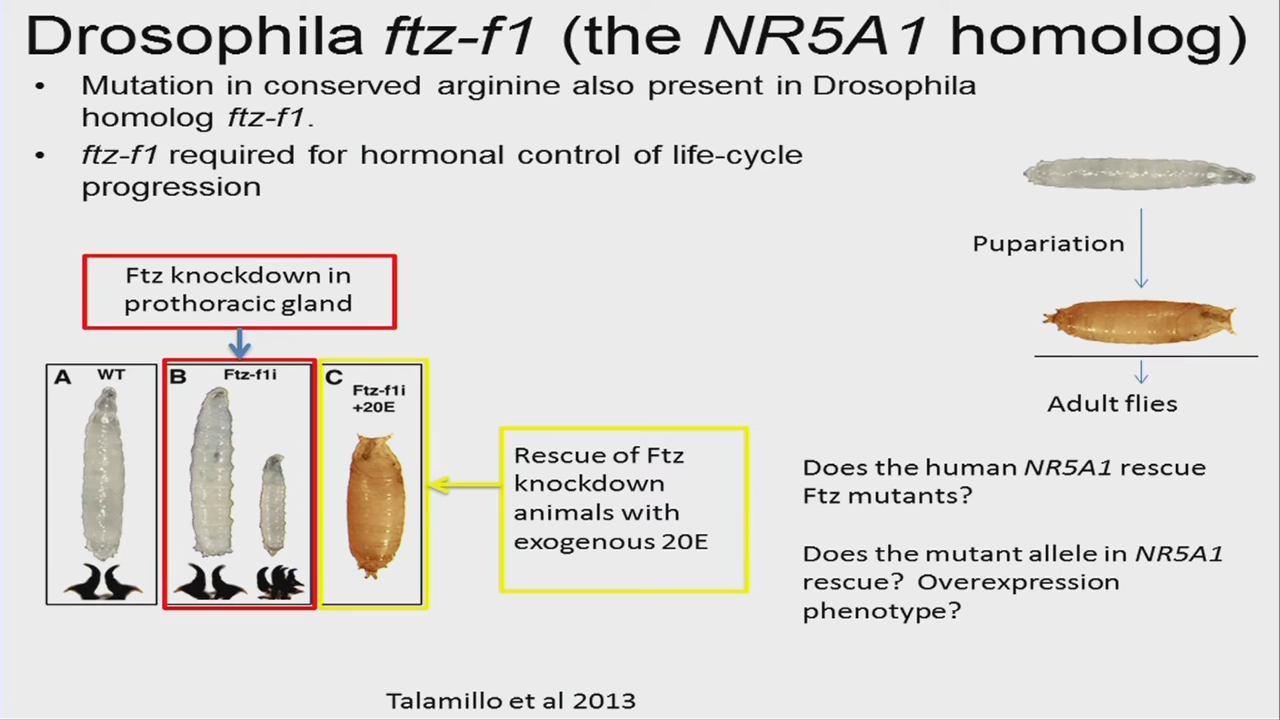 Drosophila ftz-f1 (the NR5A1 homolog)
• Mutation in conserved arginine also present in Drosophila
homolog ftz-f1.
• ftz-f1 required for hormonal control of life-cycle
progression
Ftz knockdown in
prothoracic gland
A WT
B Ftz-f1i
C
Ftz-f1i
+20E
Rescue of Ftz
knockdown
animals with
exogenous 20E
Pupariation
Adult flies
Does the human NR5A1 rescue
Ftz mutants?
Does the mutant allele in NR5A1
rescue? Overexpression
phenotype?
Talamillo et al 2013